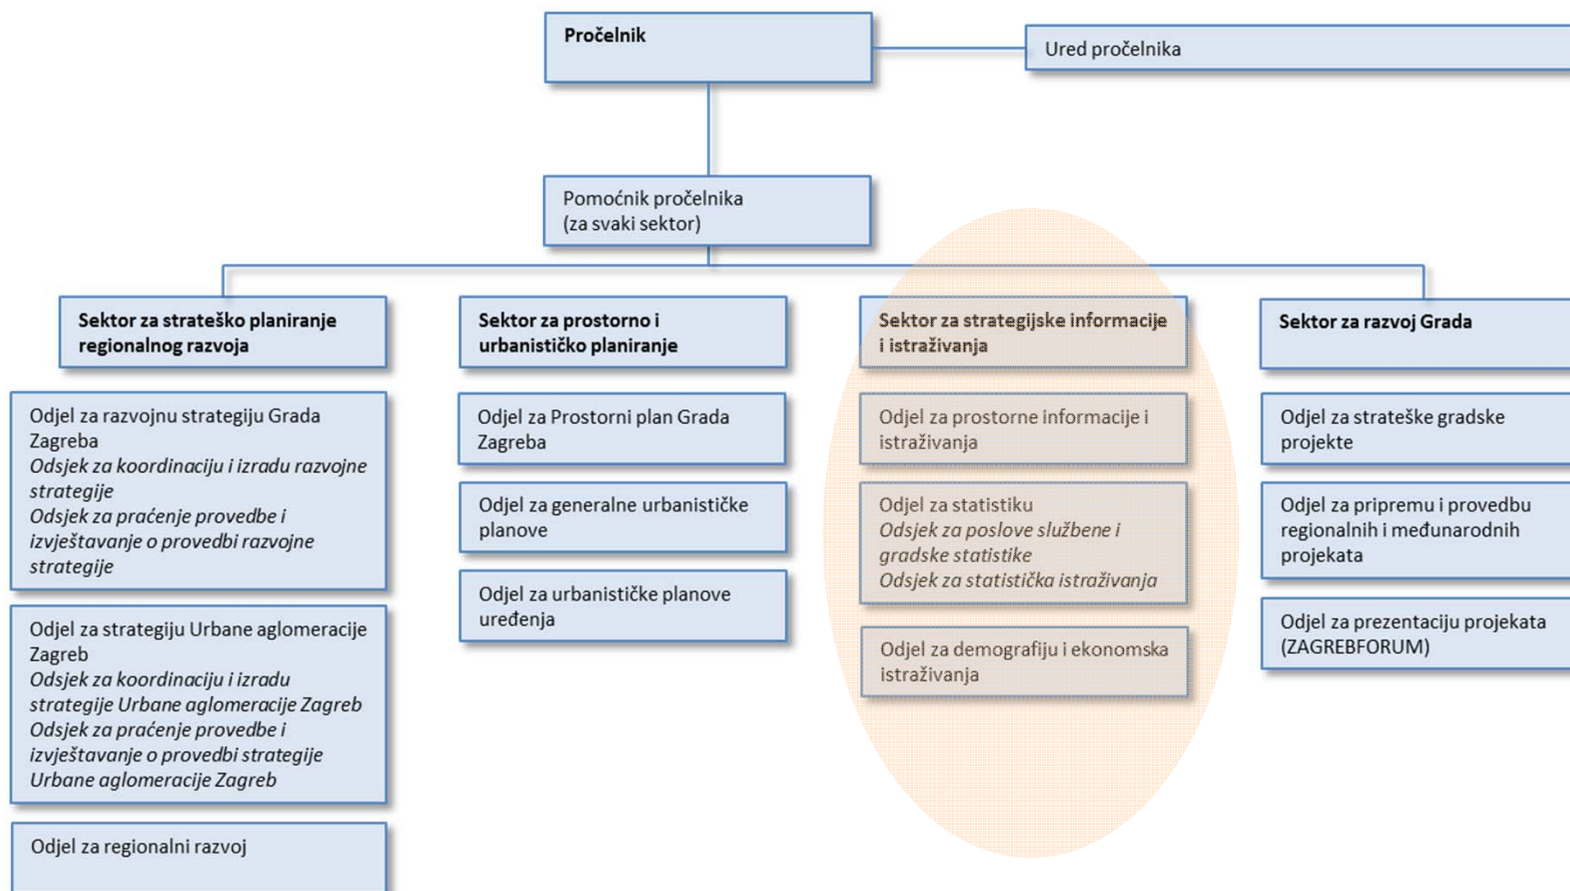 Pročelnik
Ured pročelnika
Pomoćnik pročelnika
(za svaki sektor)
Sektor za strateško planiranje
regionalnog razvoja
Odjel za razvojnu strategiju Grada
Zagreba
Odsjek za koordinaciju i izradu razvojne
strategije
Odsjek za praćenje provedbe i
izvještavanje o provedbi razvojne
strategije
Odjel za strategiju Urbane aglomeracije
Zagreb
Odsjek za koordinaciju i izradu
strategije Urbane aglomeracije Zagreb
Odsjek za praćenje provedbe i
izvještavanje o provedbi strategije
Urbane aglomeracije Zagreb
Odjel za regionalni razvoj
Sektor za prostorno i
urbanističko planiranje
Odjel za Prostorni plan Grada
Zagreba
Odjel za generalne urbanističke
planove
Odjel za urbanističke planove
uređenja
Sektor za strategijske informacije
i istraživanja
Odjel za prostorne informacije i
istraživanja
Odjel za statistiku
Odsjek za poslove službene i
gradske statistike
Odsjek za statistička istraživanja
Odjel za demografiju i ekonomska
istraživanja
Sektor za razvoj Grada
Odjel za strateške gradske
projekte
Odjel za pripremu i provedbu
regionalnih i međunarodnih
projekata
Odjel za prezentaciju projekata
(ZAGREBFORUM)